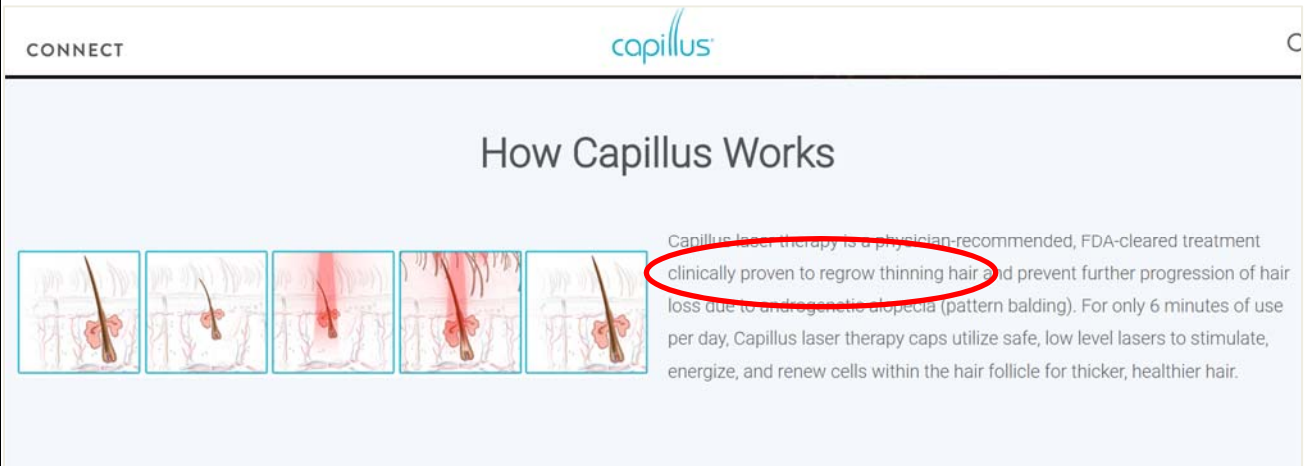 CONNECT
capillus
How Capillus Works
Capillus laser therapy is a physician-recommended, FDA-cleared treatment
clinically proven to regrow thinning hair and prevent further progression of hair
loss due to androgenetic alopecia (pattern balding). For only 6 minutes of use
per day, Capillus laser therapy caps utilize safe, low level lasers to stimulate,
energize, and renew cells within the hair follicle for thicker, healthier hair.